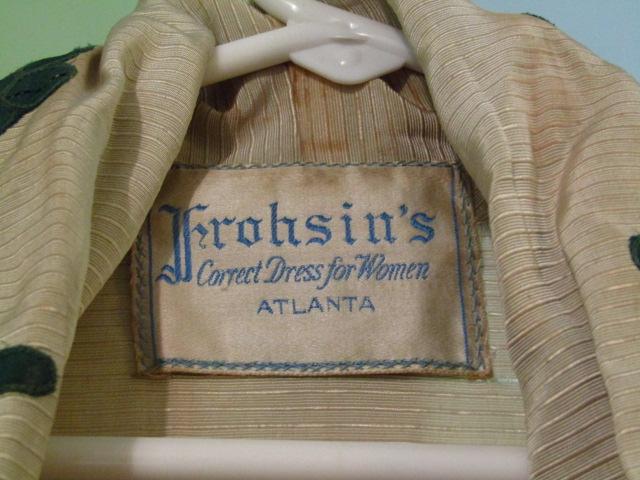 Frohsin's
Correct Dress for Women
ATLANTA